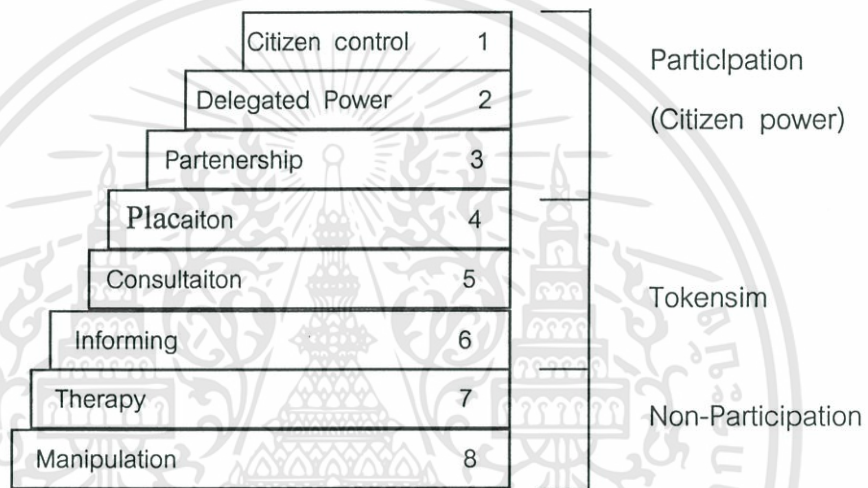 Citizen control 1
Delegated Power 2
Partenership 3
Placaiton 4
Consultaiton 5
Informing 6
Therapy 7
Manipulation 8
Particlpation
(Citizen power)
Tokensim
Non-Participation